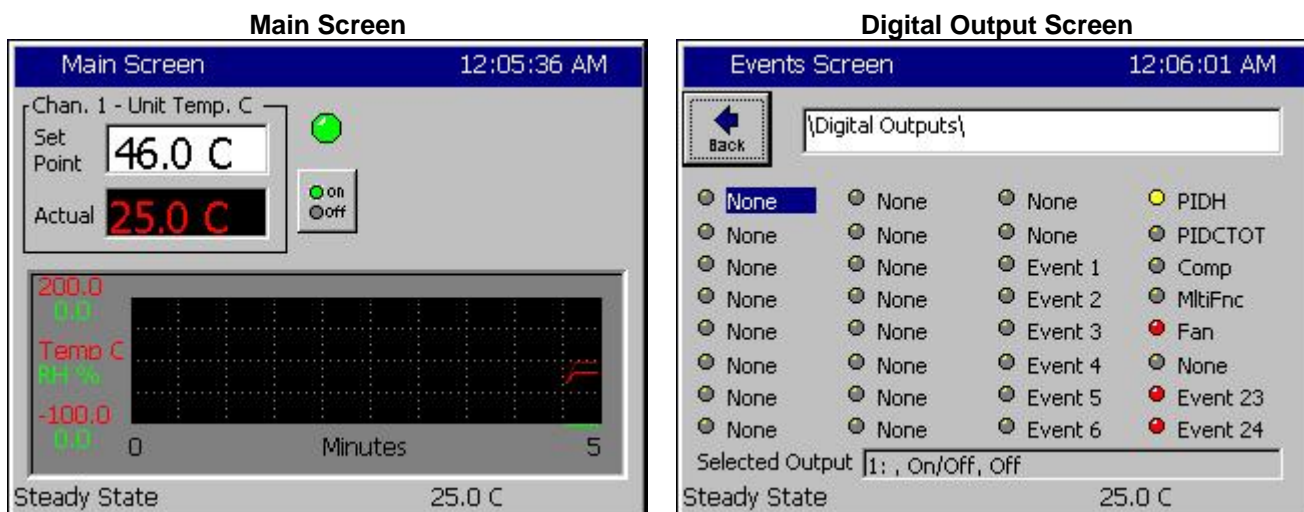 Main Screen
Main Screen 12:05:36 AM
Chan. 1 - Unit Temp. C
Set
Point
46.0 C
on
off
Actual 25.0 C
200.0
0.0
Temp C
RH %
-100.0
0.0
0 Minutes 5
Steady State 25.0 C
Digital Output Screen
Events Screen 12:06:01 AM
Back
\Digital Outputs\
None None None PIDH
None None None PIDCTOT
None None Event 1 Comp
None None Event 2 MltiFnc
None None Event 3 Fan
None None Event 4 None
None None Event 5 Event 23
None None Event 6 Event 24
Selected Output 1: , On/Off, Off
Steady State 25.0 C